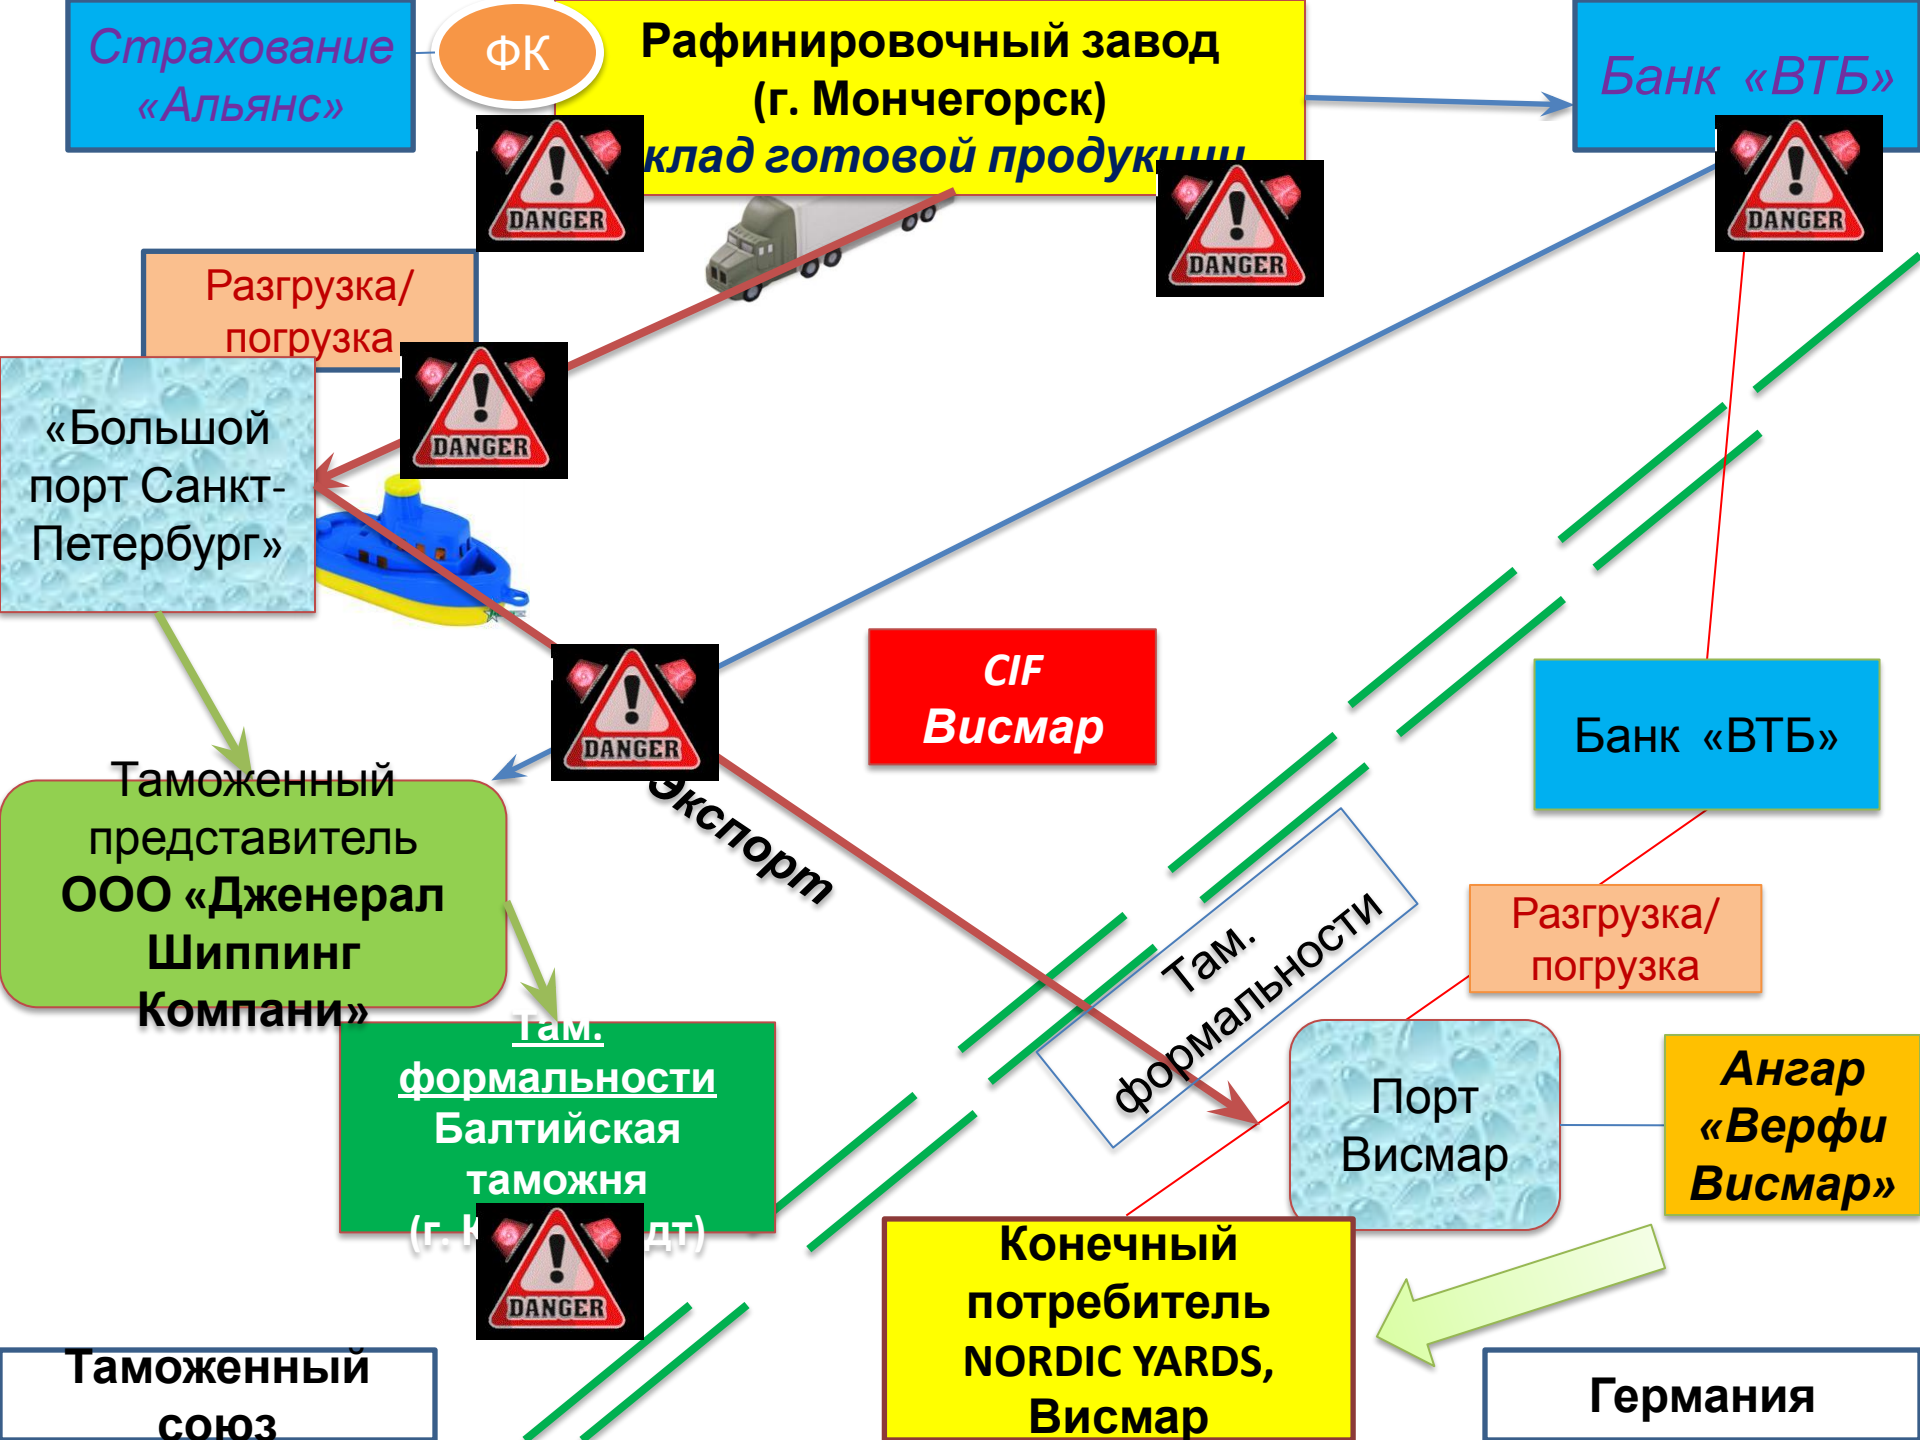 Страхование
«Альянс»
ФК
Рафинировочный завод
(г. Мончегорск)
клад готовой продукции
Банк «ВТБ»
DANGER
DANGER
DANGER
Разгрузка/
погрузка
DANGER
«Большой
порт Санкт-
Петербург»
DANGER
CIF
Висмар
Банк «ВТБ»
Экспорт
Таможенный
представитель
ООО «Дженерал
Шиппинг
Компани»
Там.
формальности
Разгрузка/
погрузка
Там.
формальности
Балтийская
таможня
(г. К дт)
DANGER
Порт
Висмар
Ангар
«Верфи
Висмар»
Конечный
потребитель
NORDIC YARDS,
Висмар
Таможенный
союз
Германия